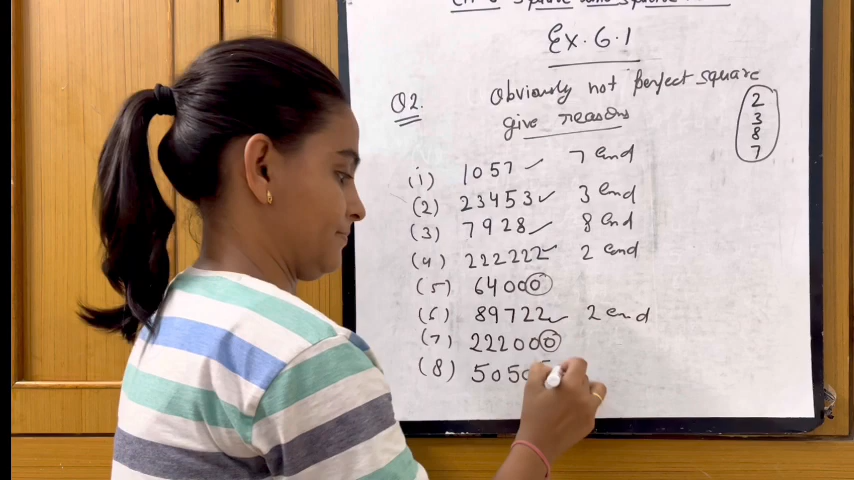 Ex. 6.1
Q2. Obviously not perfect square
give reasons
2
3
8
7
(i) 1057 ✓ 7 end
(2) 23453 ✓ 3 end
(3) 7928 ✓ 8 end
(4) 222222 ✓ 2 end
(5) 64000
(6) 89722 ✓ 2 end
(7) 222000
(8) 505